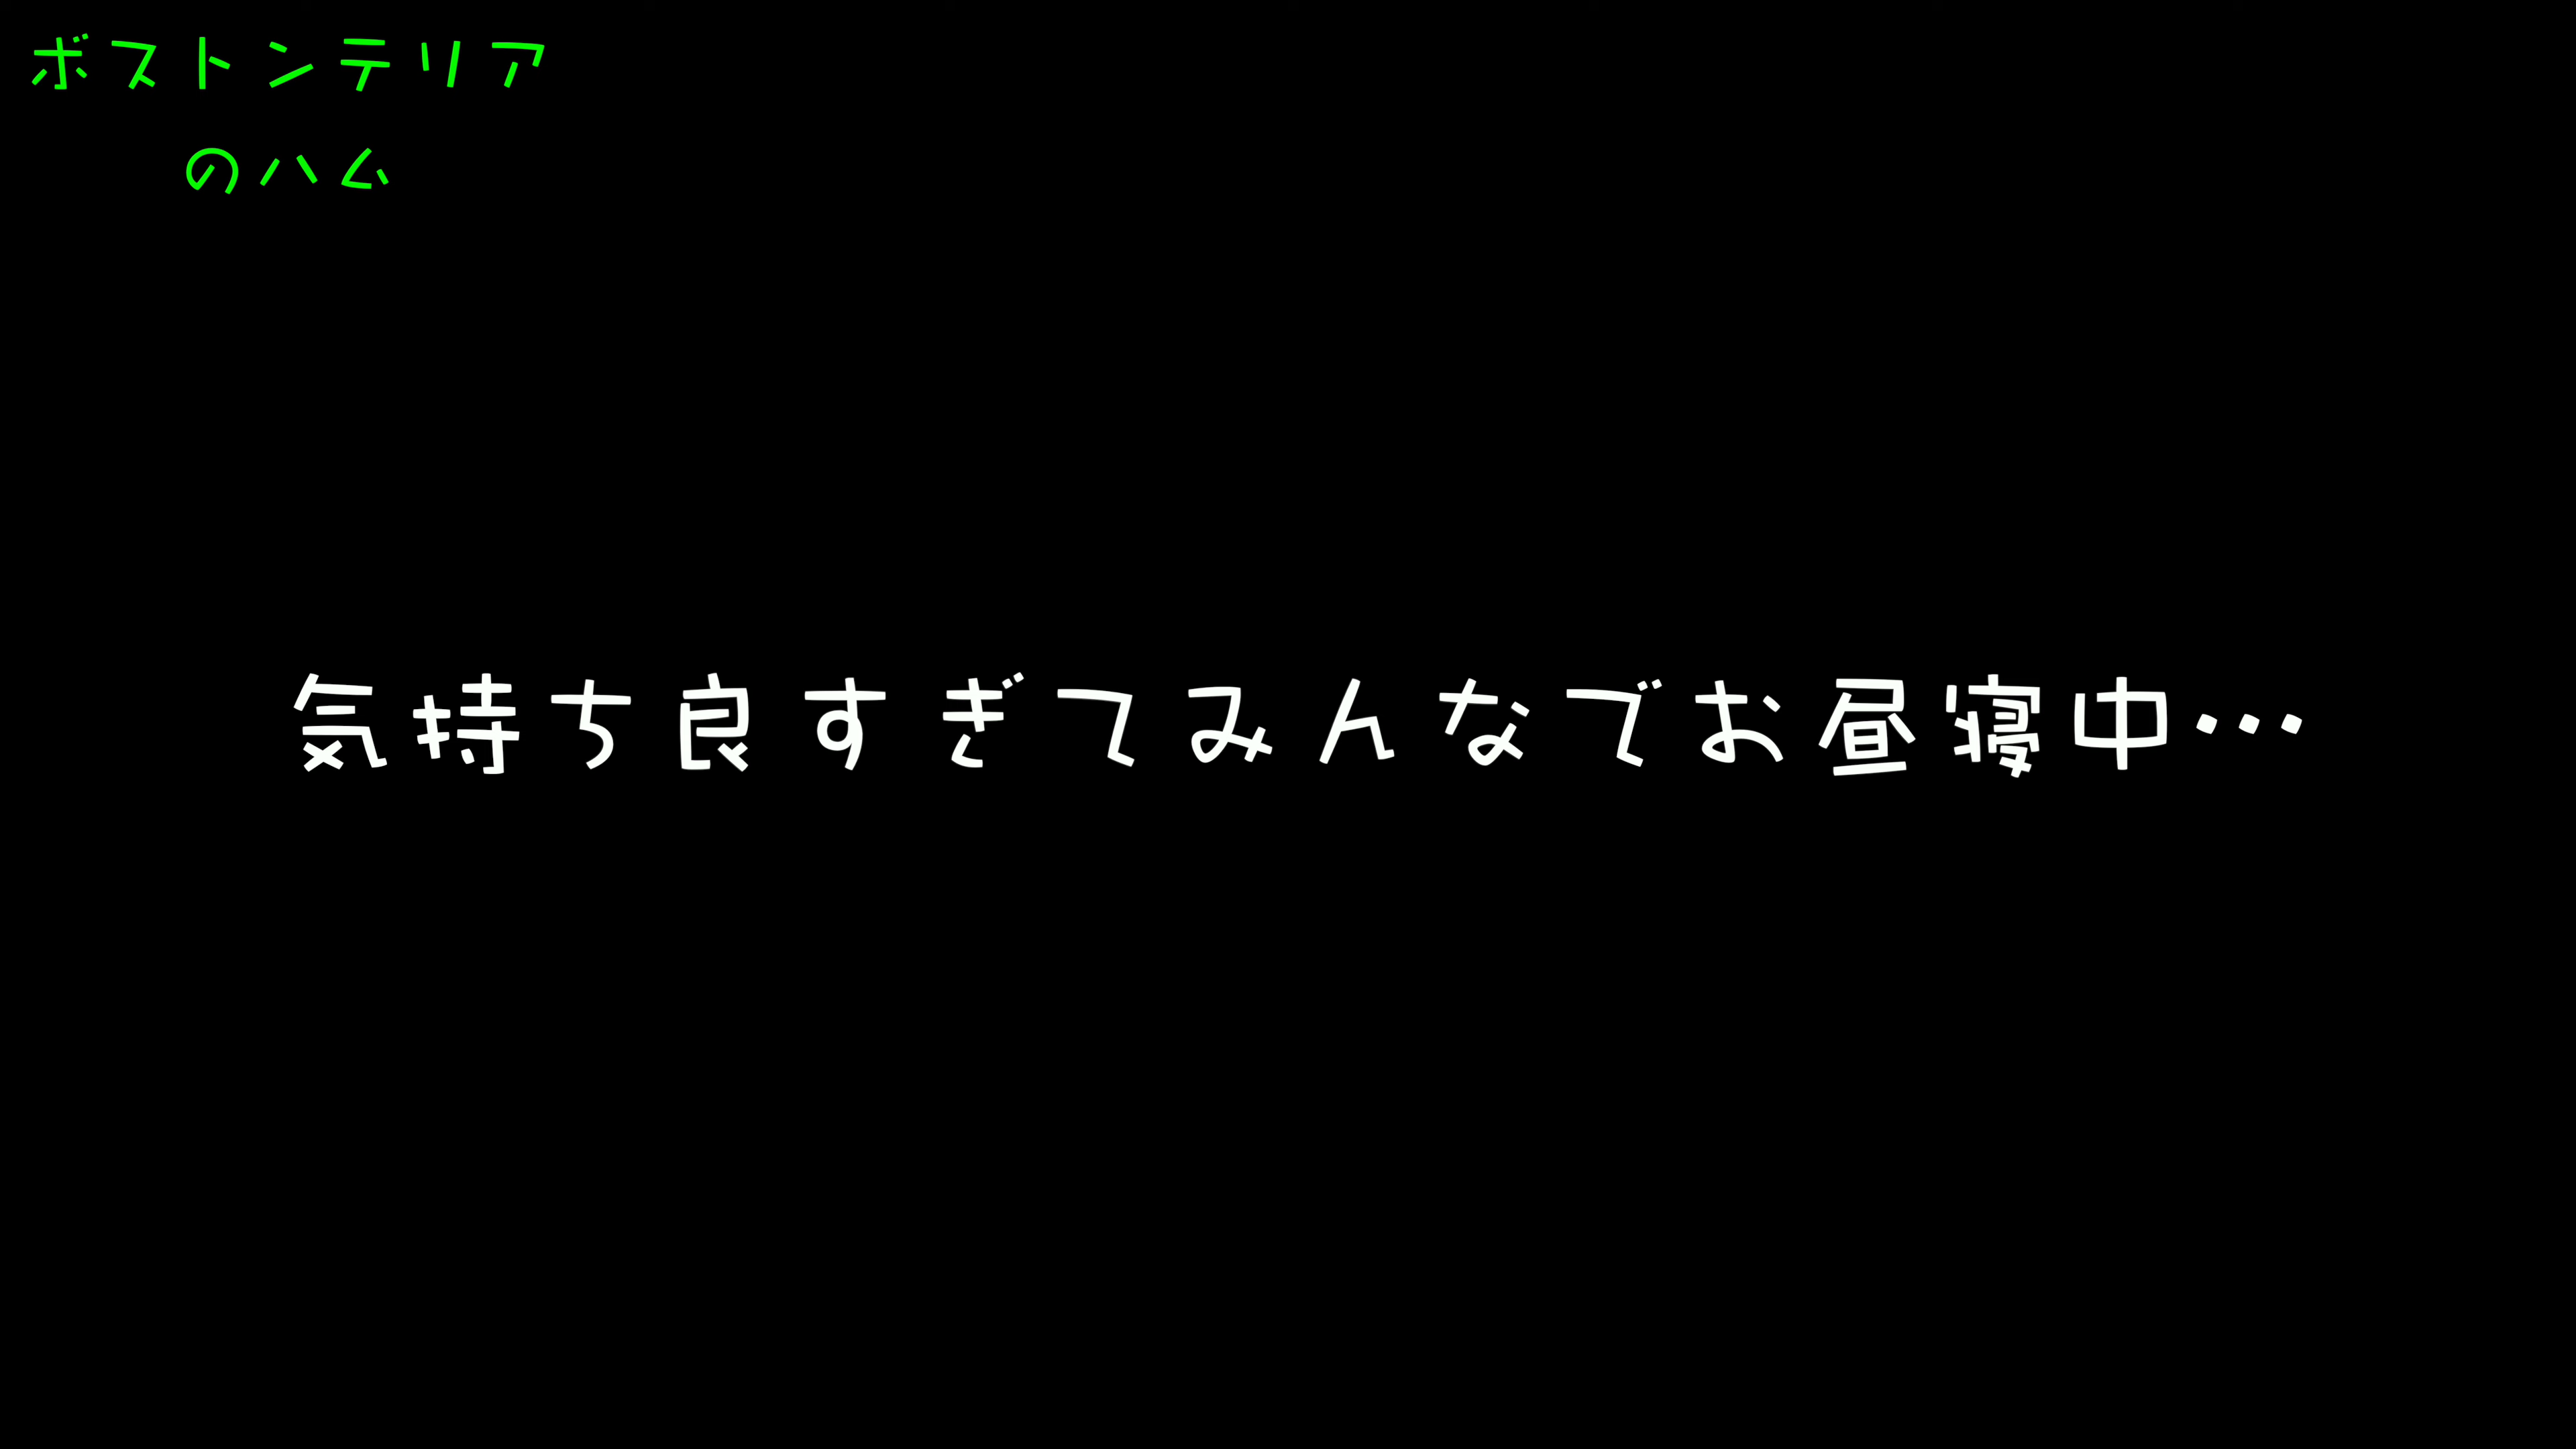 ボストンテリア
のハム
気持ち良すぎてみんなでお昼寝中…